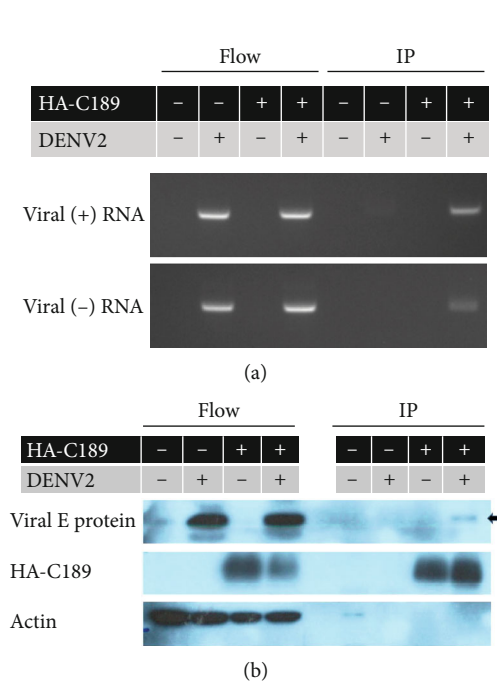 Flow IP
HA-C189 – – + + – – + +
DENV2 – + – + – + – +
Viral (+) RNA
Viral (–) RNA
(a)
Flow IP
HA-C189 – – + + – – + +
DENV2 – + – + – + – +
Viral E protein
HA-C189
Actin
(b)